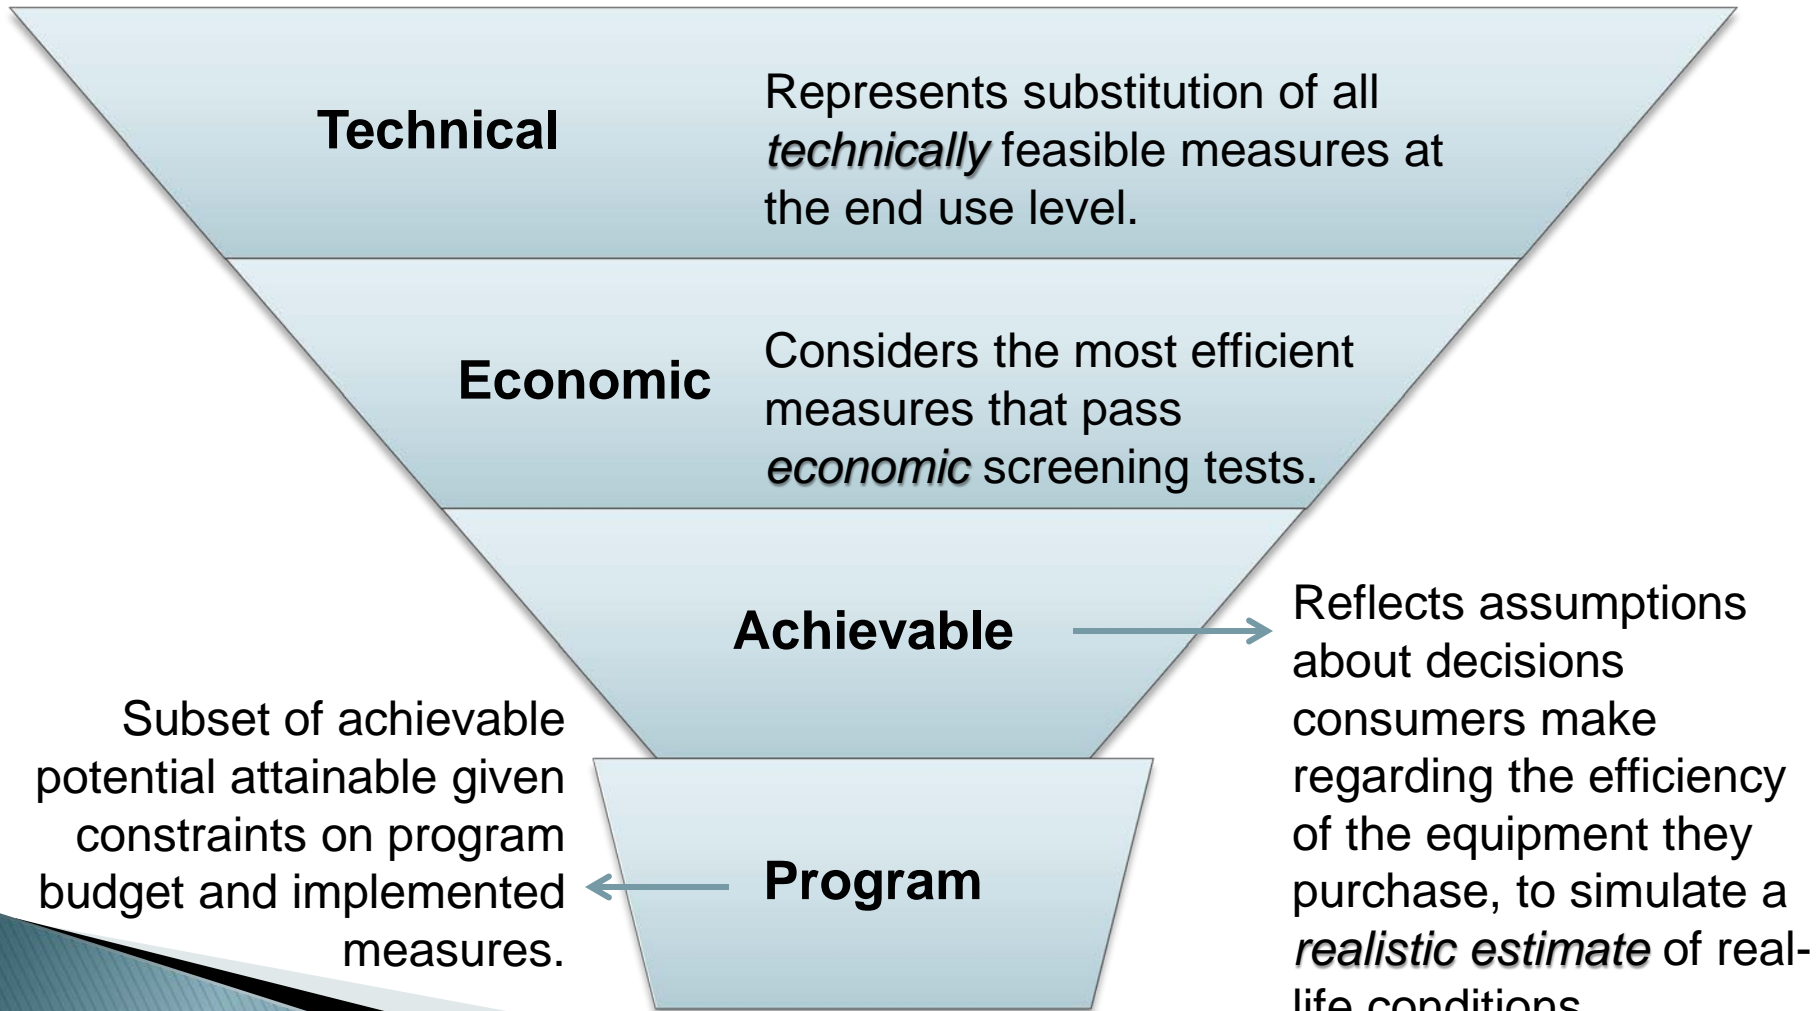 Technical
Represents substitution of all
technically feasible measures at
the end use level.
Economic
Considers the most efficient
measures that pass
economic screening tests.
Achievable
Reflects assumptions
about decisions
consumers make
regarding the efficiency
of the equipment they
purchase, to simulate a
realistic estimate of real-
life conditions
Program
Subset of achievable
potential attainable given
constraints on program
budget and implemented
measures.